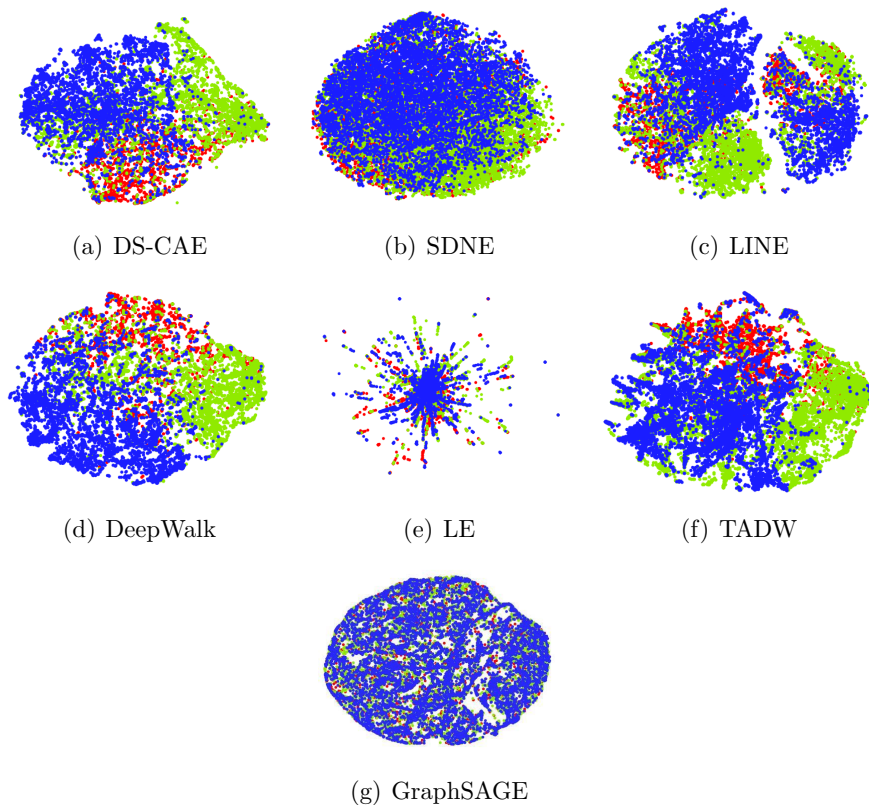 (a) DS-CAE
(b) SDNE
(c) LINE
(d) DeepWalk
(e) LE
(f) TADW
(g) GraphSAGE